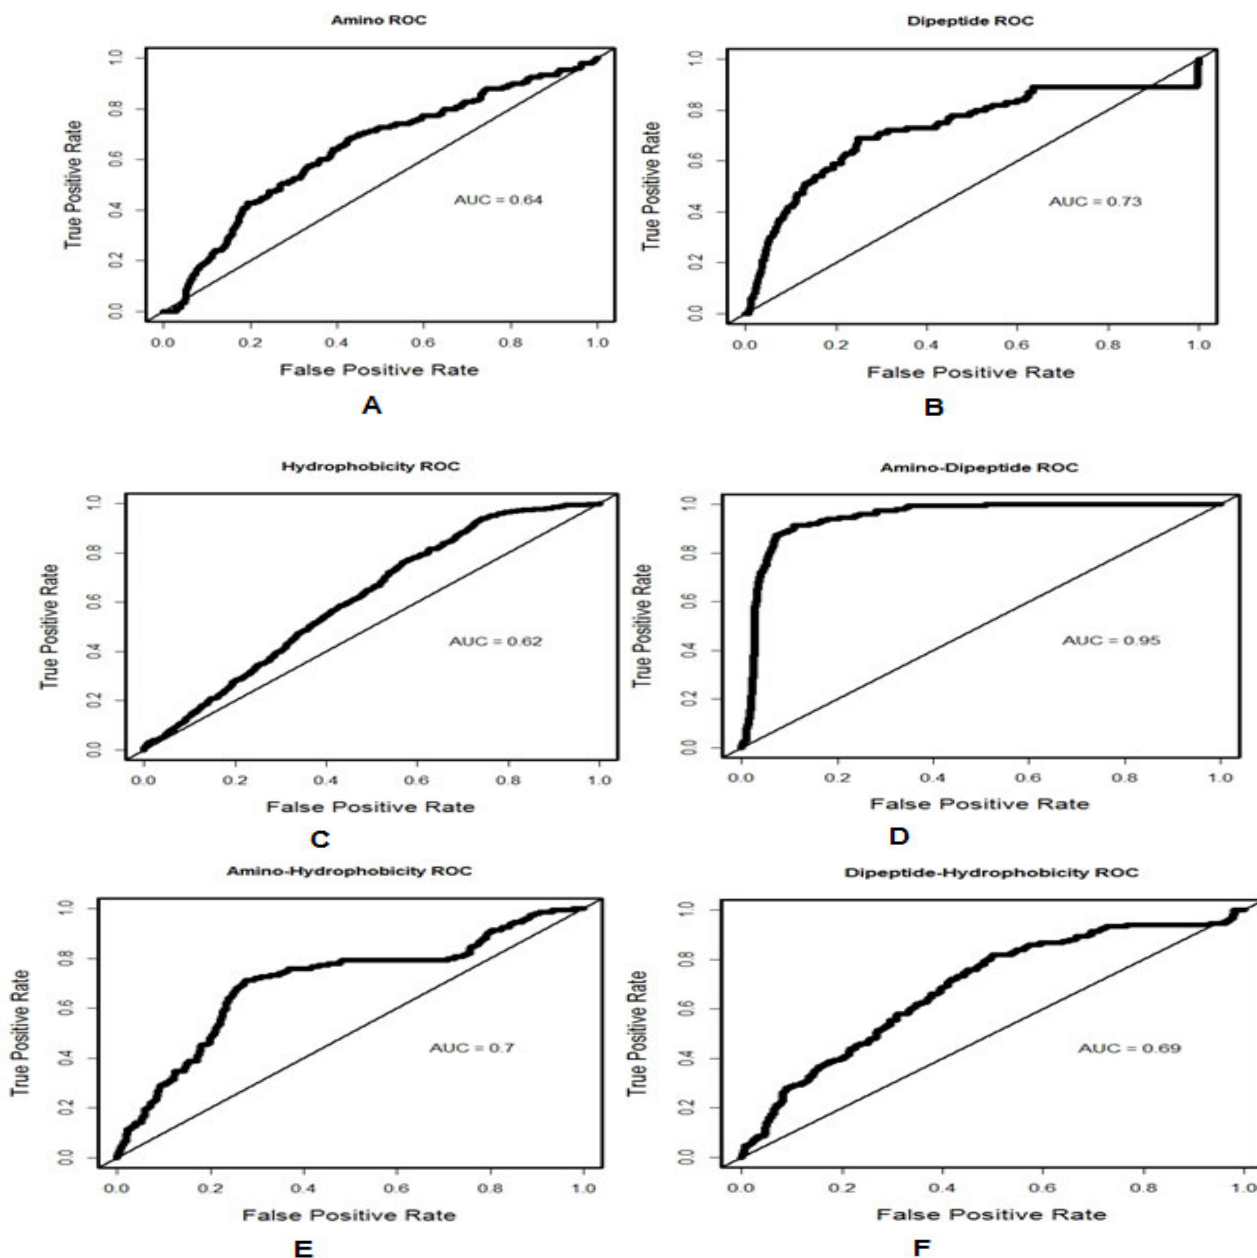 Amino ROC
1.0
0.8
0.6
0.4
0.2
0.0
True Positive Rate
AUC = 0.64
0.0 0.2 0.4 0.6 0.8 1.0
False Positive Rate
A
Dipeptide ROC
1.0
0.8
0.6
0.4
0.2
0.0
True Positive Rate
AUC = 0.73
0.0 0.2 0.4 0.6 0.8 1.0
False Positive Rate
B
Hydrophobicity ROC
1.0
0.8
0.6
0.4
0.2
0.0
True Positive Rate
AUC = 0.62
0.0 0.2 0.4 0.6 0.8 1.0
False Positive Rate
C
Amino-Dipeptide ROC
1.0
0.8
0.6
0.4
0.2
0.0
True Positive Rate
AUC = 0.95
0.0 0.2 0.4 0.6 0.8 1.0
False Positive Rate
D
Amino-Hydrophobicity ROC
1.0
0.8
0.6
0.4
0.2
0.0
True Positive Rate
AUC = 0.7
0.0 0.2 0.4 0.6 0.8 1.0
False Positive Rate
E
Dipeptide-Hydrophobicity ROC
1.0
0.8
0.6
0.4
0.2
0.0
True Positive Rate
AUC = 0.69
0.0 0.2 0.4 0.6 0.8 1.0
False Positive Rate
F